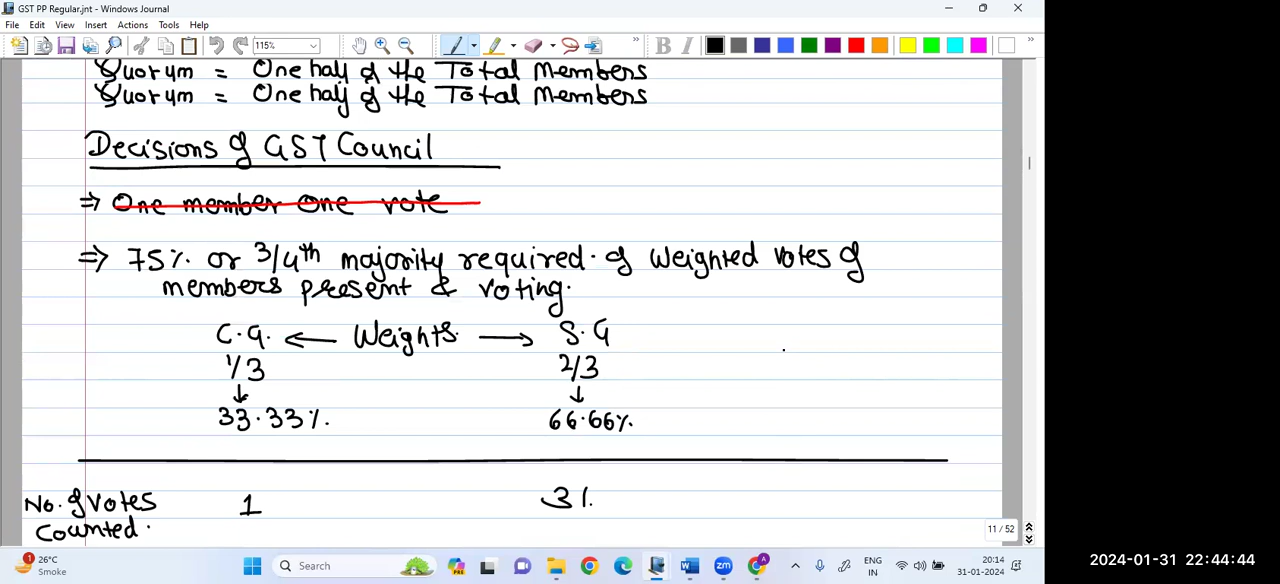 GST PP Regular.jnt - Windows Journal
File Edit View Insert Actions Tools Help
115%
B I
Quorum = One half of the Total Members
Quorum = One half of the Total Members
Decisions of GST Council
⇒ One member One vote
⇒ 75% or 3/4th majority required. of Weighted Votes of
members present & voting.
C.G. ← Weights. → S.G
1/3 2/3
↓ ↓
33.33%. 66.66%.
No. of Votes 1 31.
Counted.
11 / 52
26°C
Smoke
Search
ENG
IN
20:14
31-01-2024
2024-01-31 22:44:44